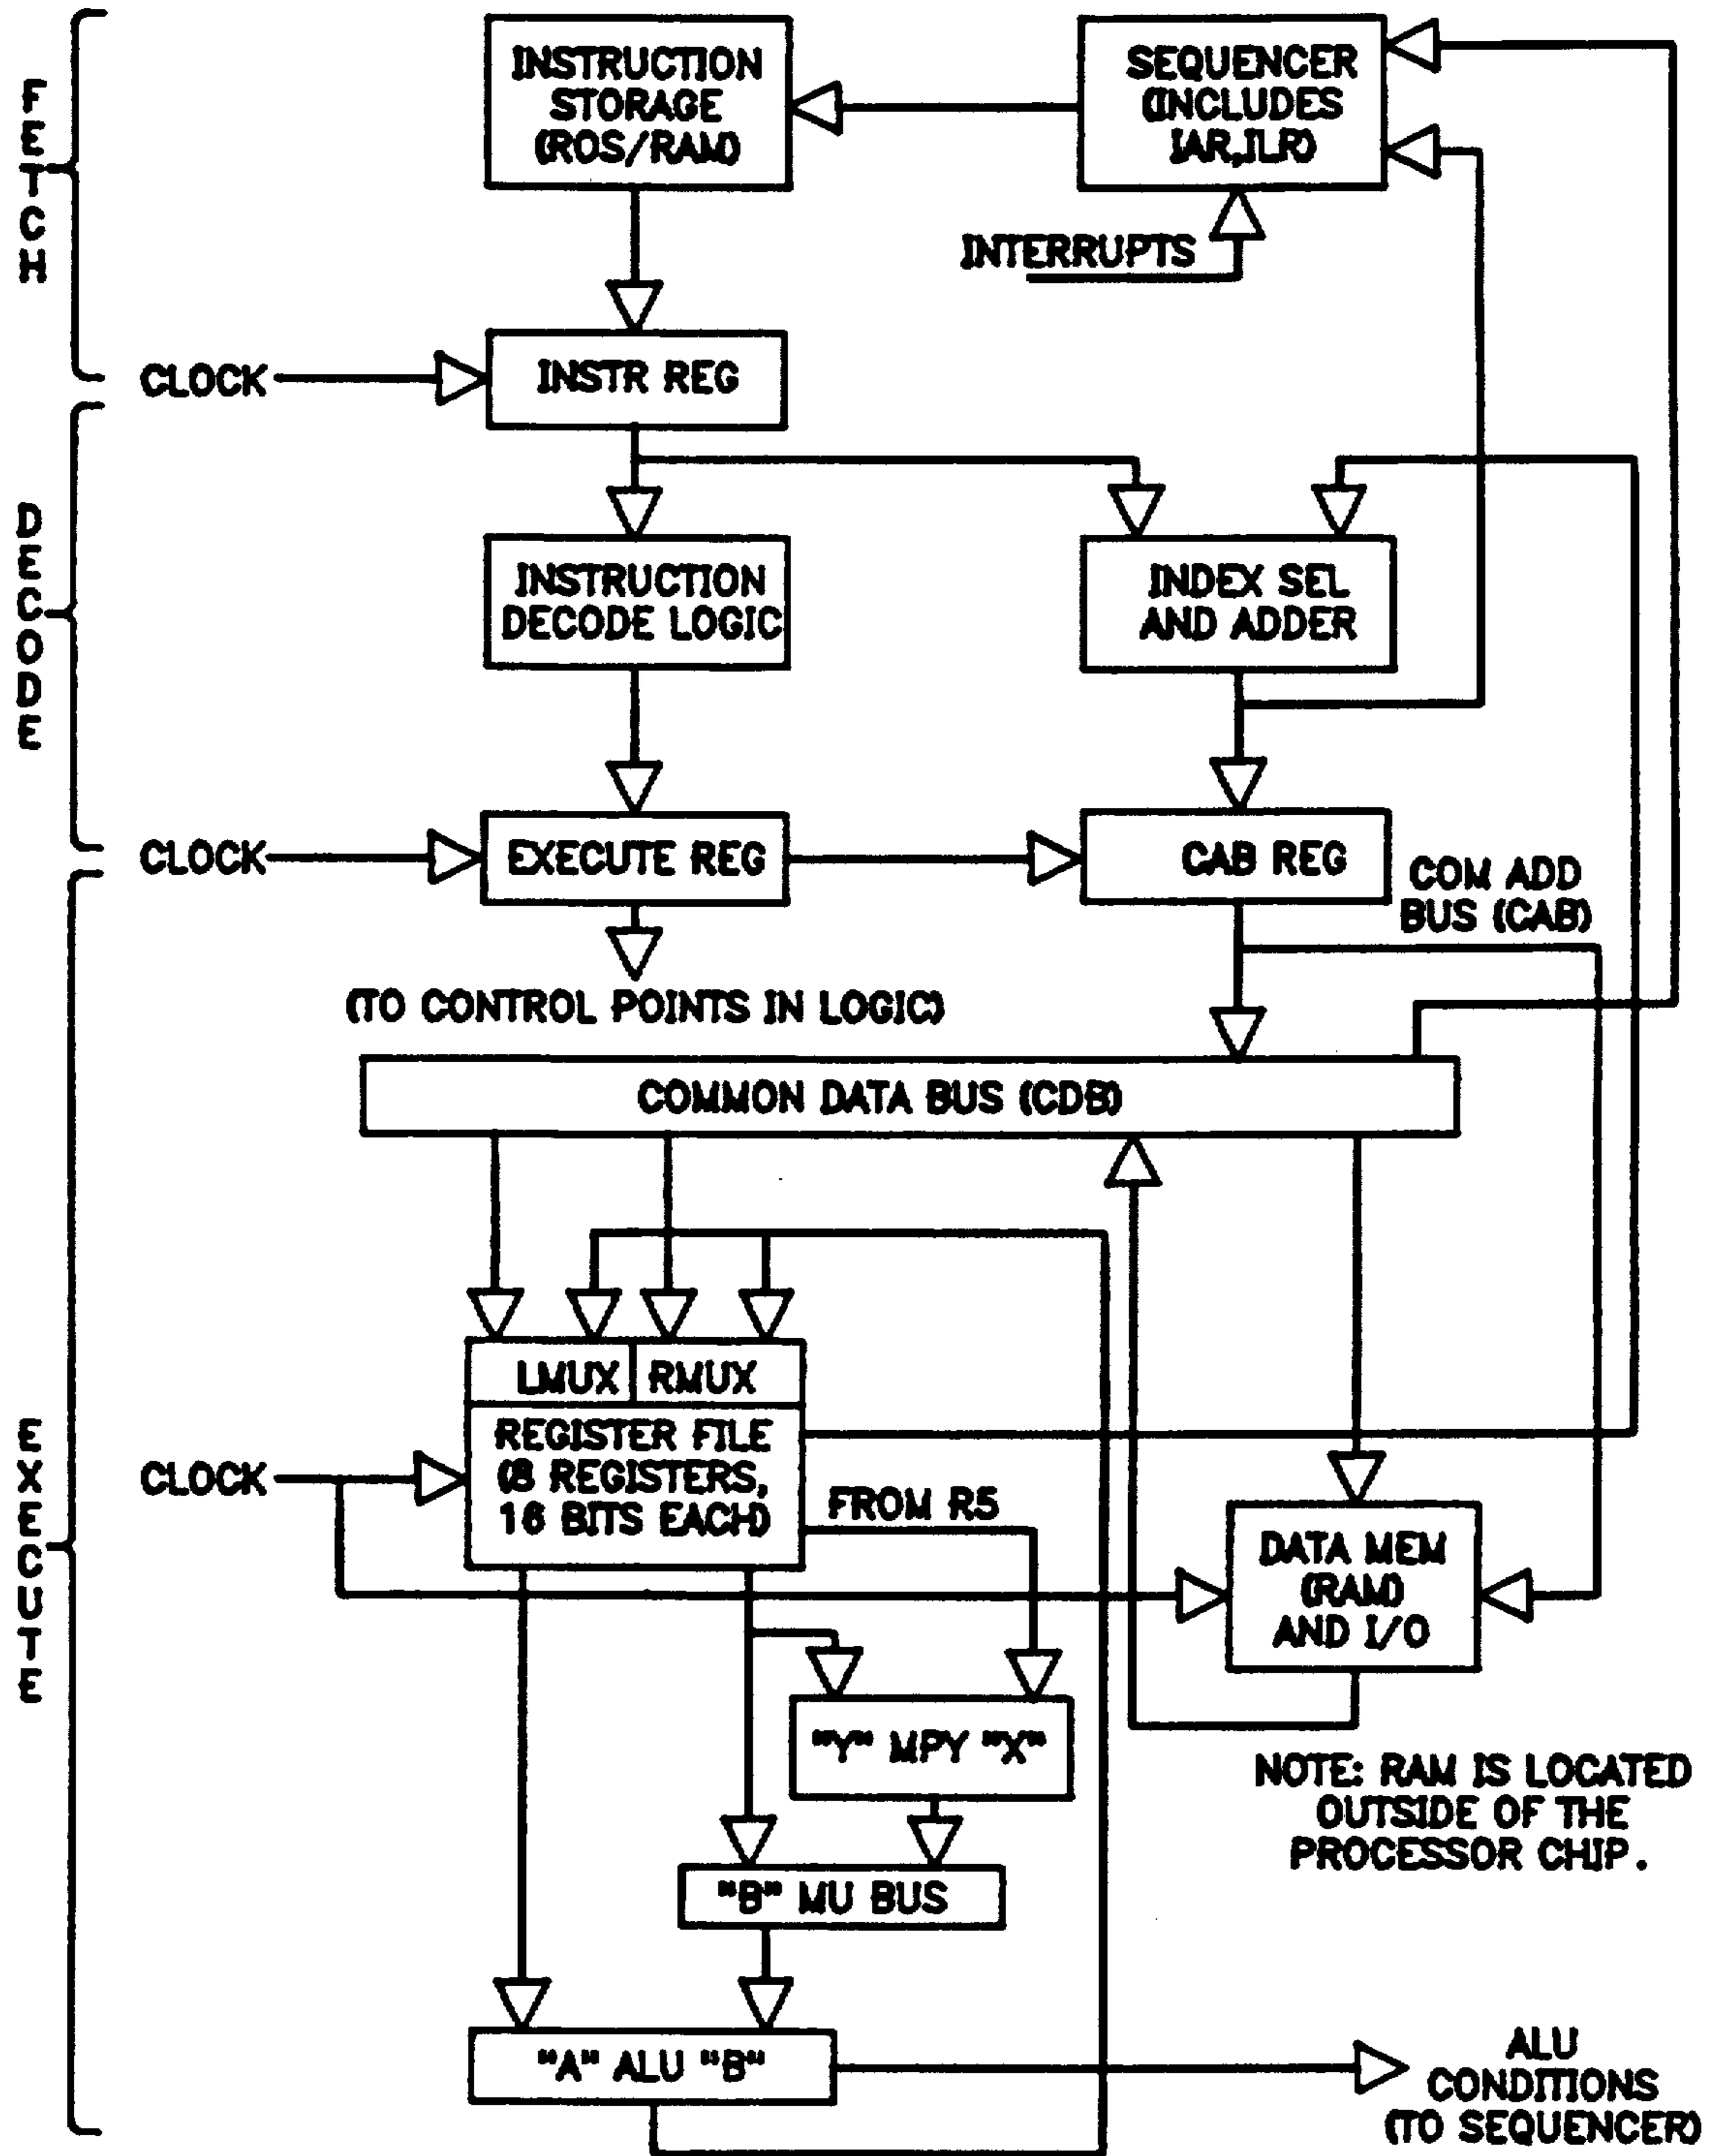 FETCH
INSTRUCTION
STORAGE
(ROS/RAM)
SEQUENCER
(INCLUDES
IAR,ILR)
INTERRUPTS
CLOCK
INSTR REG
DECODE
INSTRUCTION
DECODE LOGIC
INDEX SEL
AND ADDER
CLOCK
EXECUTE REG
CAB REG
COM ADD
BUS (CAB)
(TO CONTROL POINTS IN LOGIC)
COMMON DATA BUS (CDB)
EXECUTE
LMUX
RMUX
REGISTER FILE
(8 REGISTERS,
16 BITS EACH)
CLOCK
FROM R5
DATA MEM
(RAM)
AND I/O
"Y" MPY "X"
NOTE: RAM IS LOCATED
OUTSIDE OF THE
PROCESSOR CHIP.
"B" MU BUS
"A" ALU "B"
ALU
CONDITIONS
(TO SEQUENCER)